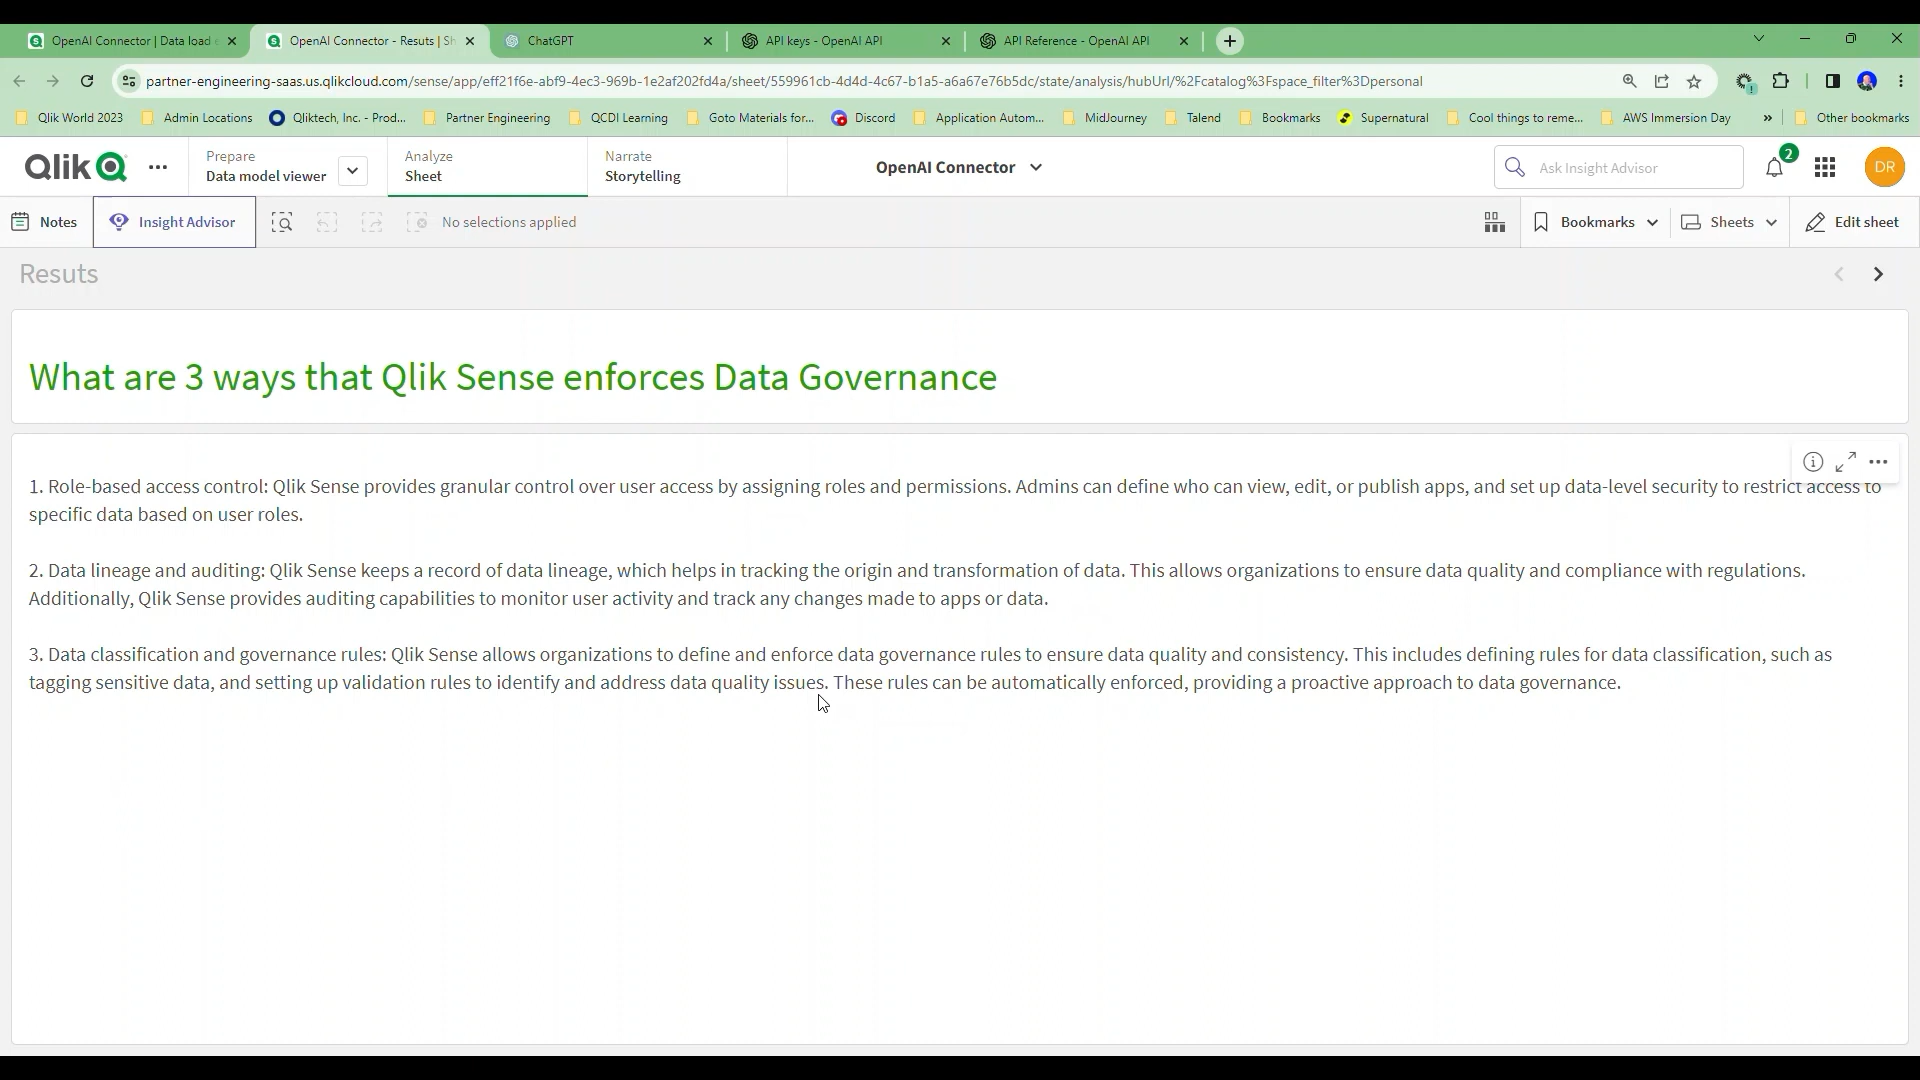 OpenAI Connector | Data load e
OpenAI Connector - Resuts | Sh
ChatGPT
API keys - OpenAI API
API Reference - OpenAI API
partner-engineering-saas.us.qlikcloud.com/sense/app/eff21f6e-abf9-4ec3-969b-1e2af202fd4a/sheet/559961cb-4d4d-4c67-b1a5-a6a67e76b5dc/state/analysis/hubUrl/%2Fcatalog%3Fspace_filter%3Dpersonal
Qlik World 2023
Admin Locations
Qliktech, Inc. - Prod...
Partner Engineering
QCDI Learning
Goto Materials for...
Discord
Application Autom...
MidJourney
Talend
Bookmarks
Supernatural
Cool things to reme...
AWS Immersion Day
»
Other bookmarks
Qlik
Prepare
Data model viewer
Analyze
Sheet
Narrate
Storytelling
OpenAI Connector
Ask Insight Advisor
2
DR
Notes
Insight Advisor
No selections applied
Bookmarks
Sheets
Edit sheet
Resuts
What are 3 ways that Qlik Sense enforces Data Governance
1. Role-based access control: Qlik Sense provides granular control over user access by assigning roles and permissions. Admins can define who can view, edit, or publish apps, and set up data-level security to restrict access to
specific data based on user roles.
2. Data lineage and auditing: Qlik Sense keeps a record of data lineage, which helps in tracking the origin and transformation of data. This allows organizations to ensure data quality and compliance with regulations.
Additionally, Qlik Sense provides auditing capabilities to monitor user activity and track any changes made to apps or data.
3. Data classification and governance rules: Qlik Sense allows organizations to define and enforce data governance rules to ensure data quality and consistency. This includes defining rules for data classification, such as
tagging sensitive data, and setting up validation rules to identify and address data quality issues. These rules can be automatically enforced, providing a proactive approach to data governance.